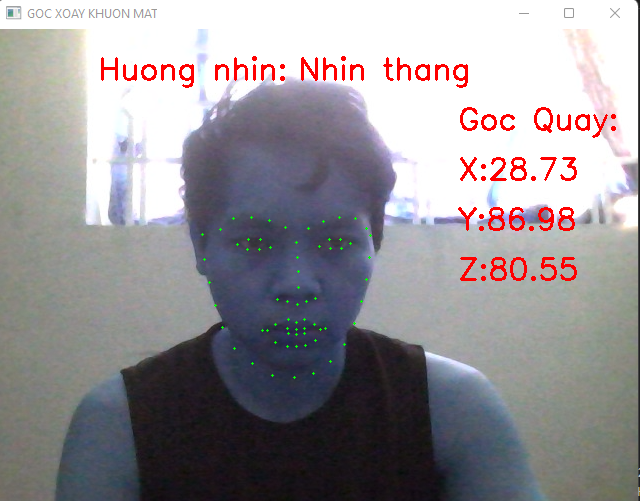 GOC XOAY KHUON MAT
Huong nhin: Nhin thang
Goc Quay:
X:28.73
Y:86.98
Z:80.55